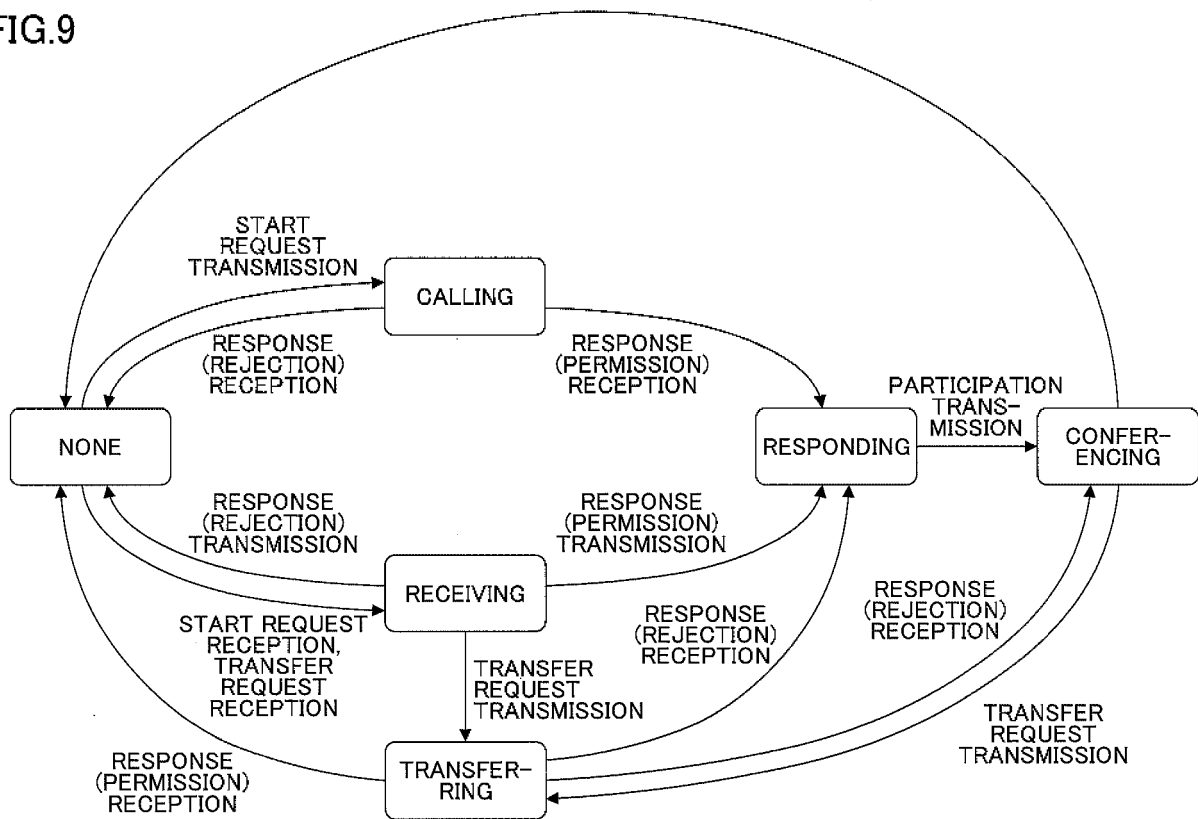 FIG.9
START
REQUEST
TRANSMISSION
CALLING
RESPONSE
(REJECTION)
RECEPTION
RESPONSE
(PERMISSION)
RECEPTION
PARTICIPATION
TRANS-
MISSION
NONE
RESPONDING
CONFER-
ENCING
RESPONSE
(REJECTION)
TRANSMISSION
RESPONSE
(PERMISSION)
TRANSMISSION
RECEIVING
START REQUEST
RECEPTION,
TRANSFER
REQUEST
RECEPTION
RESPONSE
(REJECTION)
RECEPTION
RESPONSE
(REJECTION)
RECEPTION
TRANSFER
REQUEST
TRANSMISSION
TRANSFER
REQUEST
TRANSMISSION
RESPONSE
(PERMISSION)
RECEPTION
TRANSFER-
RING